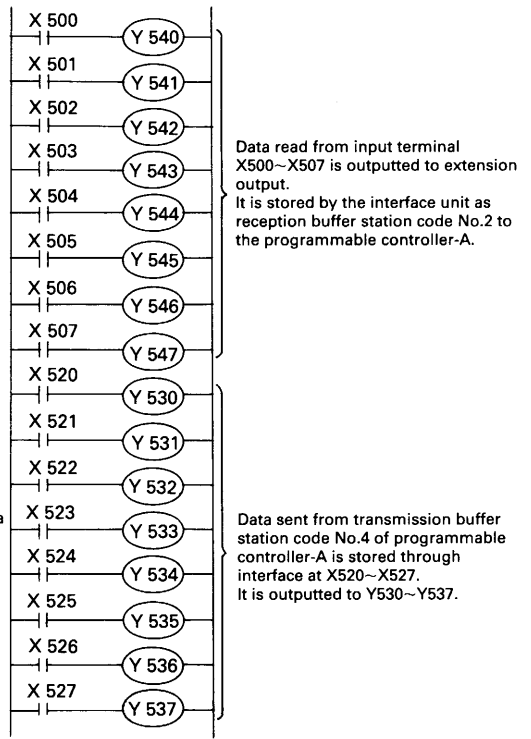 X 500
Y 540
X 501
Y 541
X 502
Y 542
X 503
Y 543
X 504
Y 544
X 505
Y 545
X 506
Y 546
X 507
Y 547
Data read from input terminal
X500~X507 is outputted to extension
output.
It is stored by the interface unit as
reception buffer station code No.2 to
the programmable controller-A.
X 520
Y 530
X 521
Y 531
X 522
Y 532
a
X 523
Y 533
X 524
Y 534
X 525
Y 535
X 526
Y 536
X 527
Y 537
Data sent from transmission buffer
station code No.4 of programmable
controller-A is stored through
interface at X520~X527.
It is outputted to Y530~Y537.